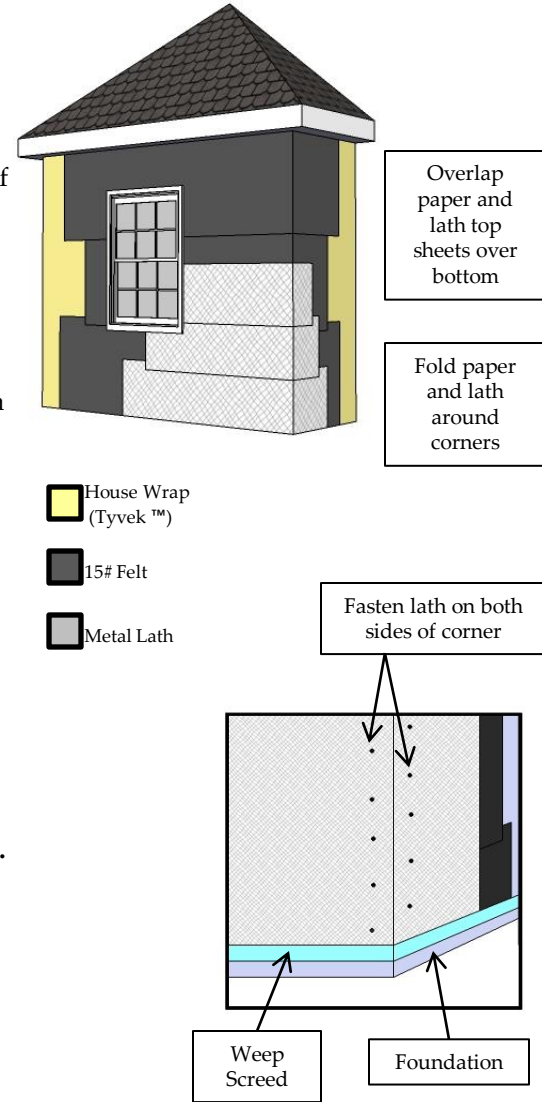 f
Overlap
paper and
lath top
sheets over
bottom
Fold paper
and lath
around
corners
House Wrap
(Tyvek ™)
15# Felt
Metal Lath
Fasten lath on both
sides of corner
.
Weep
Screed
Foundation